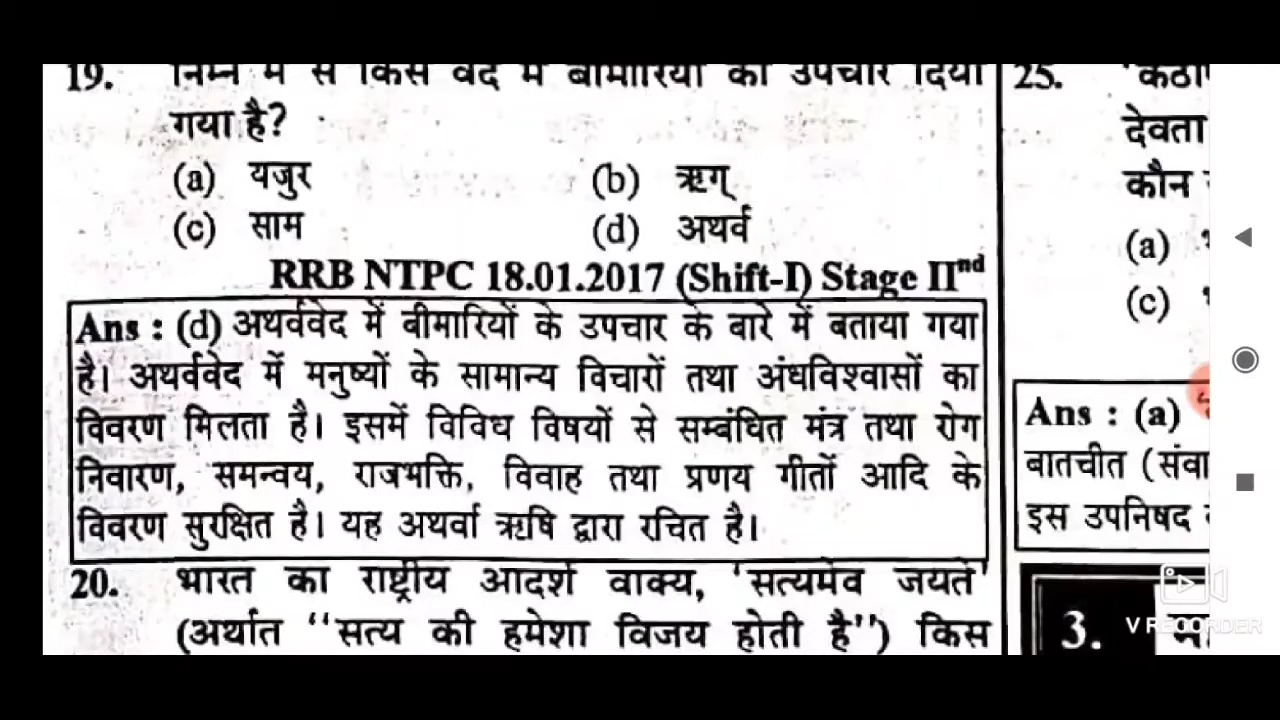 19. निम्न में से किस वेद में बीमारियों का उपचार दिया
गया है?
(a) यजुर (b) ऋग्
(c) साम (d) अथर्व
RRB NTPC 18.01.2017 (Shift-I) Stage IInd
Ans : (d) अथर्ववेद में बीमारियों के उपचार के बारे में बताया गया
है। अथर्ववेद में मनुष्यों के सामान्य विचारों तथा अंधविश्वासों का
विवरण मिलता है। इसमें विविध विषयों से सम्बंधित मंत्र तथा रोग
निवारण, समन्वय, राजभक्ति, विवाह तथा प्रणय गीतों आदि के
विवरण सुरक्षित है। यह अथर्वा ऋषि द्वारा रचित है।
20. भारत का राष्ट्रीय आदर्श वाक्य, 'सत्यमेव जयते'
(अर्थात "सत्य की हमेशा विजय होती है") किस
25.
देवता
कौन
(a)
(c)
Ans : (a)
बातचीत
इस उपनिषद
3.
V RECORDER